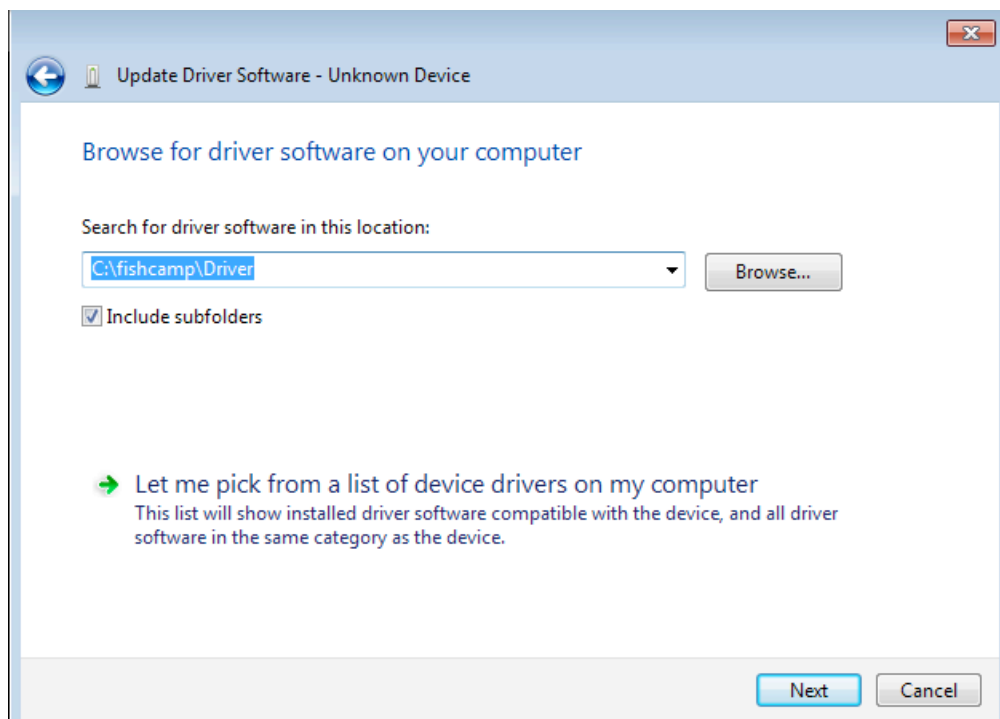 Update Driver Software - Unknown Device
Browse for driver software on your computer
Search for driver software in this location:
C:\fishcamp\Driver
Browse...
Include subfolders
Let me pick from a list of device drivers on my computer
This list will show installed driver software compatible with the device, and all driver
software in the same category as the device.
Next
Cancel